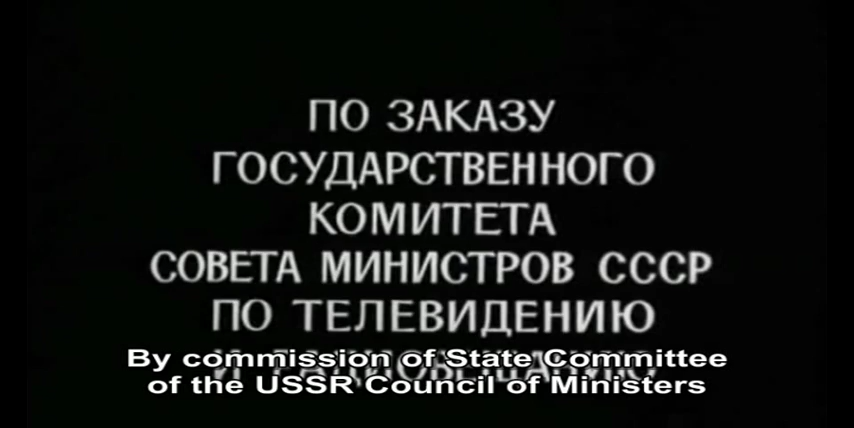 ПО ЗАКАЗУ
ГОСУДАРСТВЕННОГО
КОМИТЕТА
СОВЕТА МИНИСТРОВ СССР
ПО ТЕЛЕВИДЕНИЮ
И РАДИОВЕЩАНИЮ
By commission of State Committee
of the USSR Council of Ministers